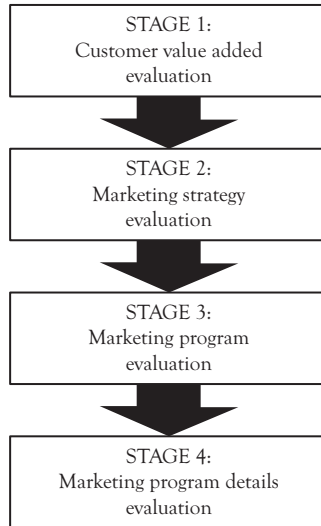 STAGE 1:
Customer value added
evaluation
STAGE 2:
Marketing strategy
evaluation
STAGE 3:
Marketing program
evaluation
STAGE 4:
Marketing program details
evaluation